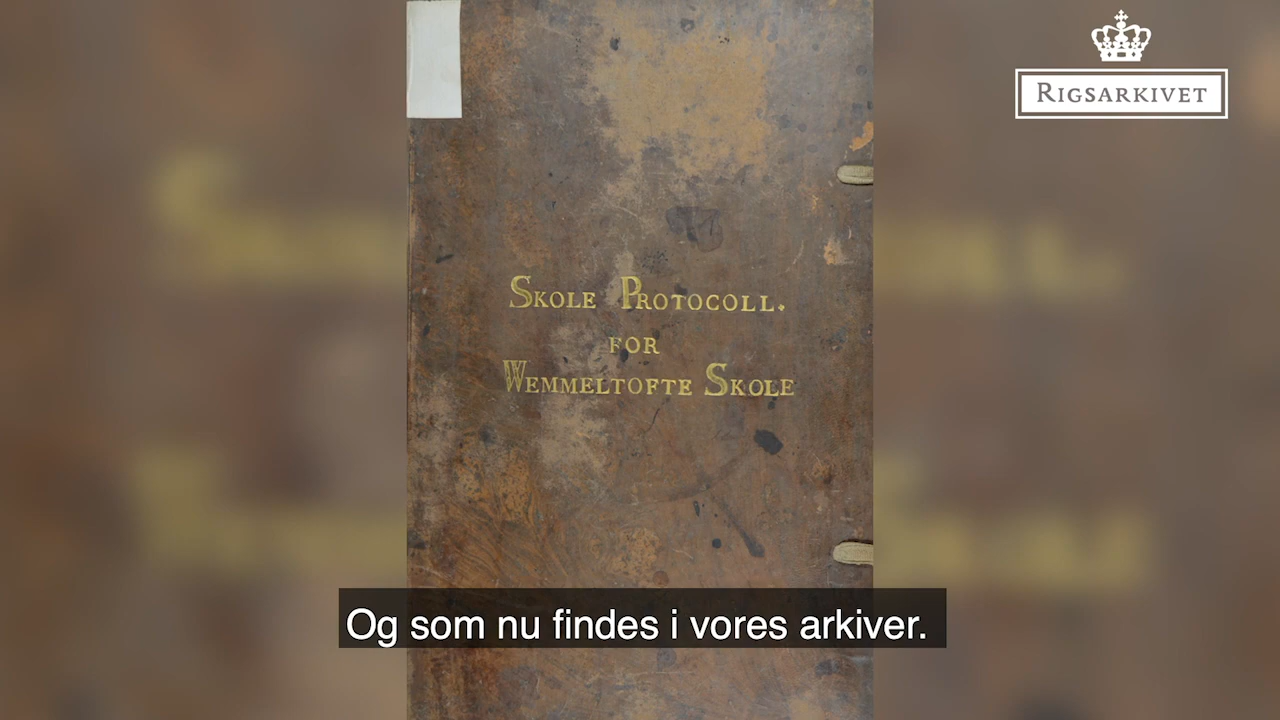 RIGSARKIVET
SKOLE PROTOCOLL.
FOR
WEMMELTOFTE SKOLE
Og som nu findes i vores arkiver.